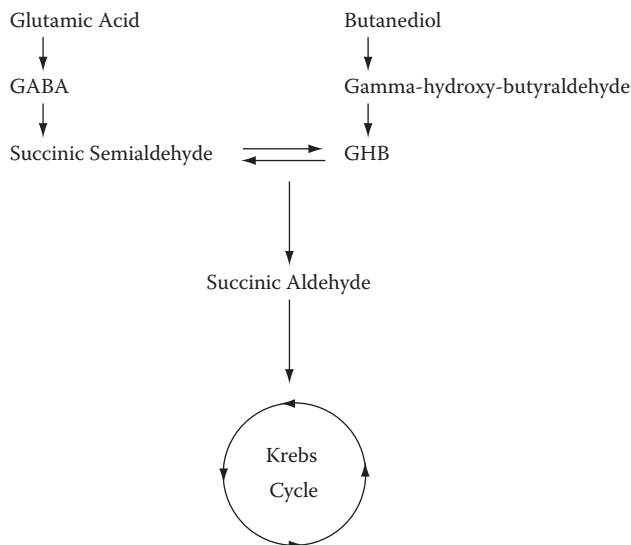 Glutamic Acid
Butanediol
GABA
Gamma-hydroxy-butyraldehyde
Succinic Semialdehyde
GHB
Succinic Aldehyde
Krebs
Cycle